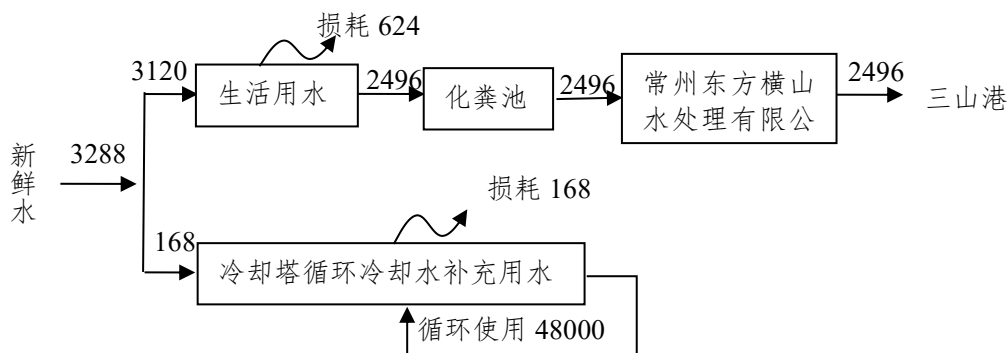 损耗 624
3120
生活用水
2496
化粪池
2496
常州东方横山
水处理有限公
2496
三山港
新
鲜
水
3288
损耗 168
168
冷却塔循环冷却水补充用水
循环使用 48000